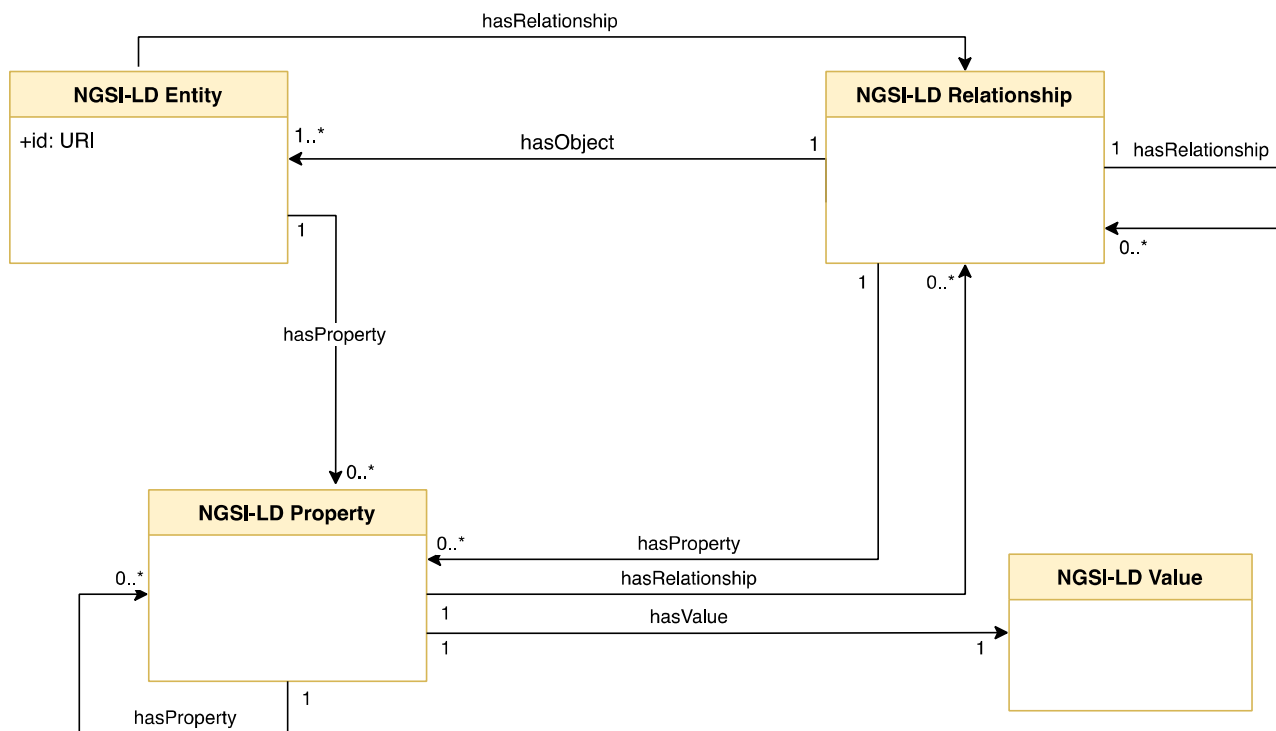 hasRelationship
NGSI-LD Entity
NGSI-LD Relationship
+id: URI
1..*
hasObject
1
1
hasRelationship
1
0..*
1
0..*
hasProperty
0..*
NGSI-LD Property
0..*
hasProperty
0..*
hasRelationship
NGSI-LD Value
1
hasValue
1
1
1
hasProperty